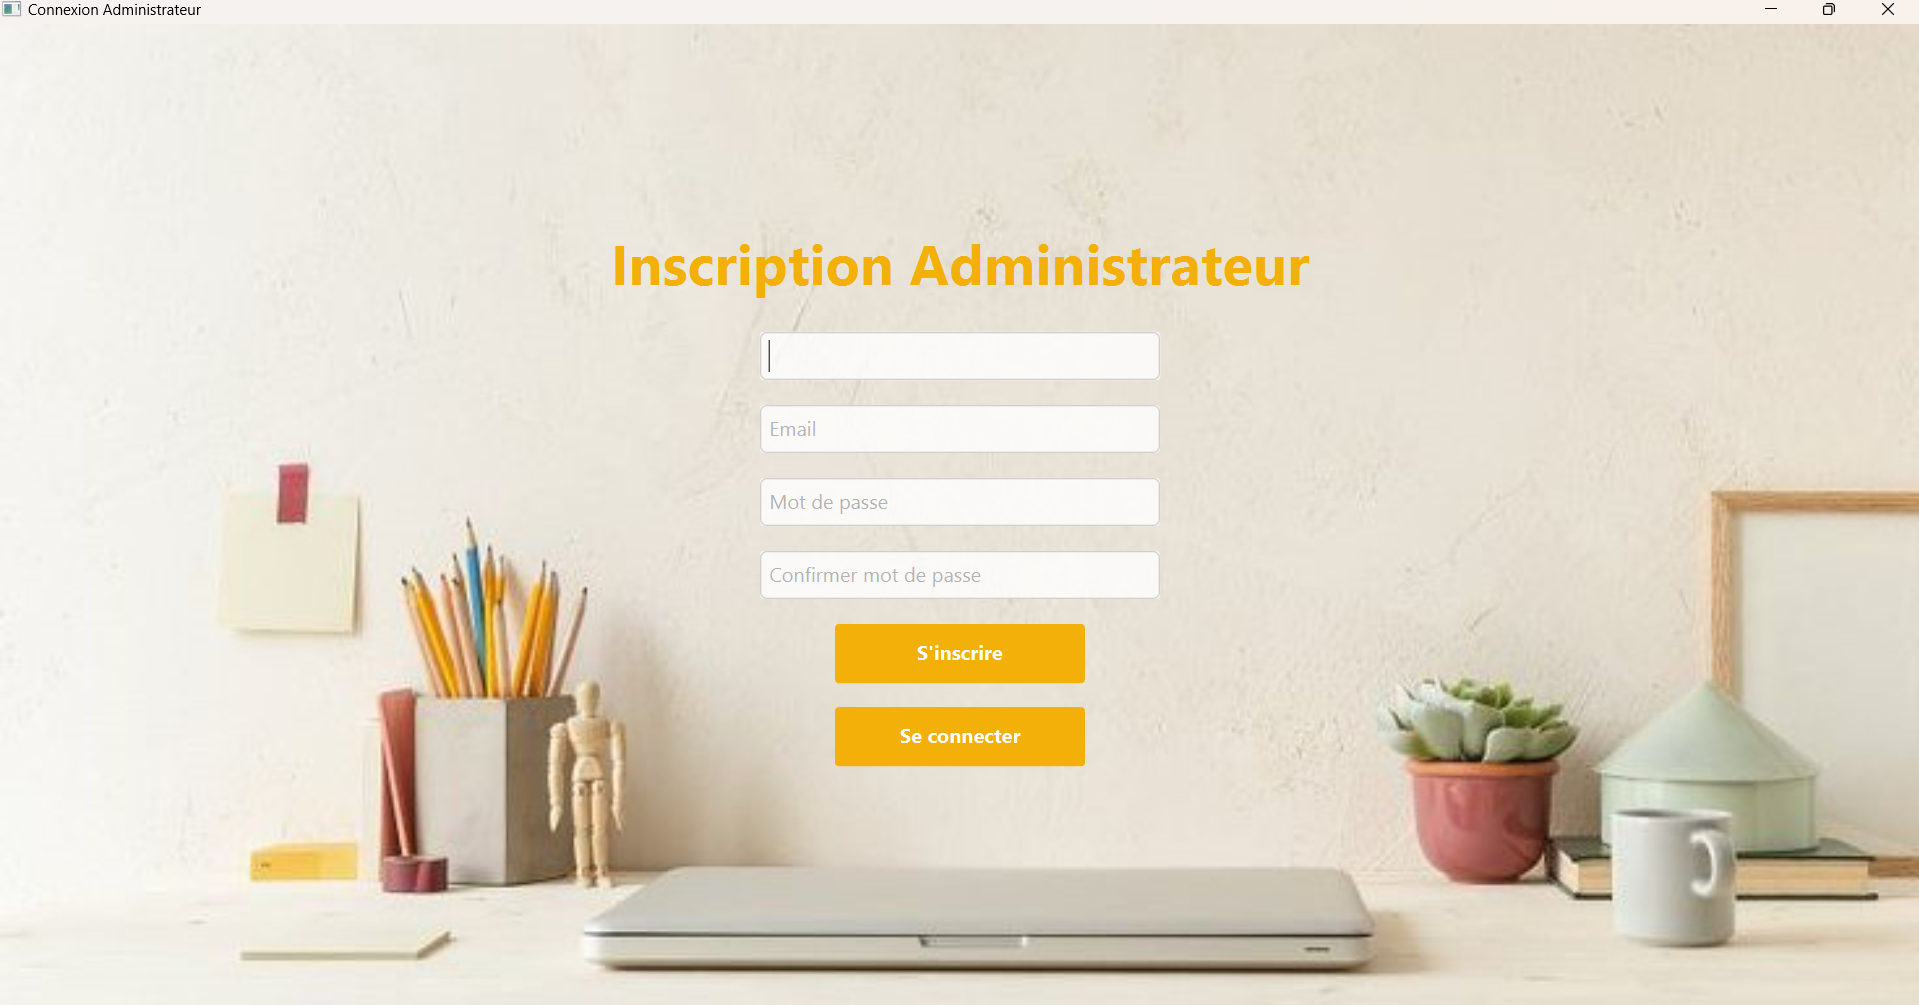 Connexion Administrateur
Inscription Administrateur
Email
Mot de passe
Confirmer mot de passe
S'inscrire
Se connecter